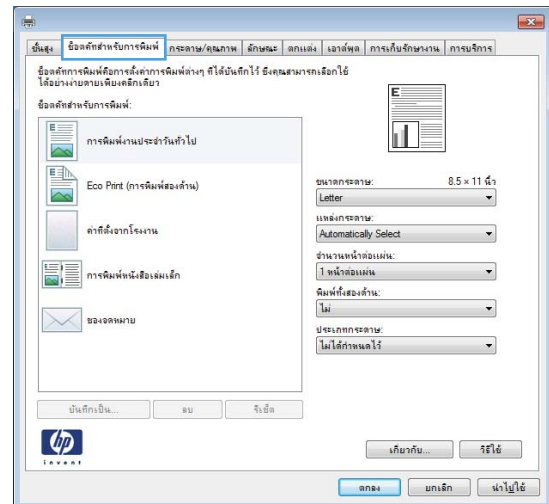 ขั้นสูง ช็อตคัทสำหรับการพิมพ์ กระดาษ/คุณภาพ ลักษณะ ตกแต่ง เอาต์พุต การเก็บรักษางาน การบริการ
ช็อตคัทการพิมพ์คือการตั้งค่าการพิมพ์ต่างๆ ที่ได้บันทึกไว้ ซึ่งคุณสามารถเลือกใช้
ได้อย่างง่ายดายเพียงคลิกเดียว
ช็อตคัทสำหรับการพิมพ์:
E
E
การพิมพ์งานประจำวันทั่วไป
Eco Print (การพิมพ์สองด้าน)
ค่าที่ตั้งจากโรงงาน
การพิมพ์หนังสือเล่มเล็ก
ซองจดหมาย
ขนาดกระดาษ: 8.5 × 11 นิ้ว
Letter
แหล่งกระดาษ:
Automatically Select
จำนวนหน้าต่อแผ่น:
1 หน้าต่อแผ่น
พิมพ์ทั้งสองด้าน:
ไม่
ประเภทกระดาษ:
ไม่ได้กำหนดไว้
บันทึกเป็น... ลบ รีเซ็ต
hp
invent
เกี่ยวกับ... วิธีใช้
ตกลง ยกเลิก นำไปใช้